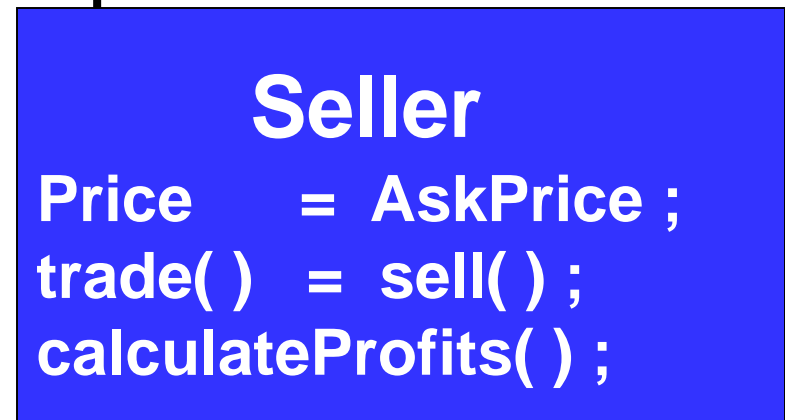 Seller
Price = AskPrice ;
trade( ) = sell( ) ;
calculateProfits( ) ;